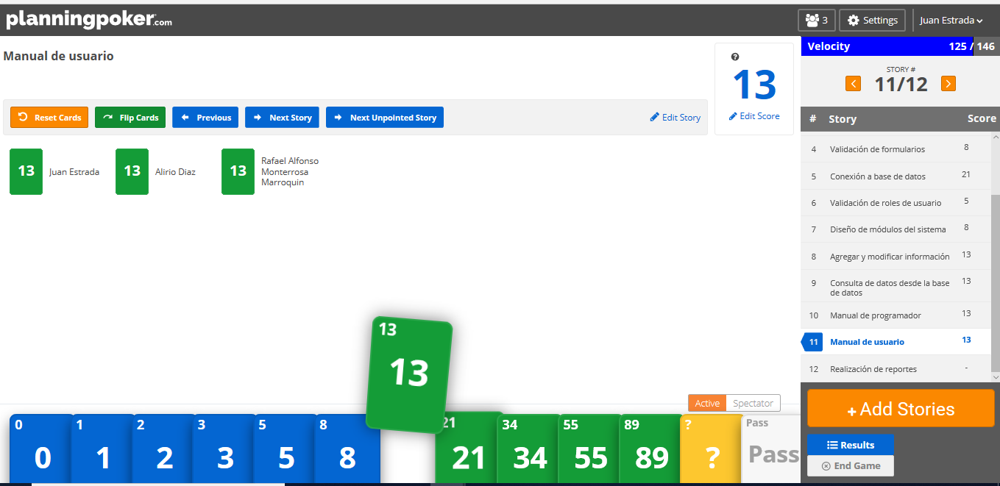 planningpoker.com
3
Settings
Juan Estrada
Manual de usuario
?
13
Edit Score
Reset Cards
Flip Cards
Previous
Next Story
Next Unpointed Story
Edit Story
13
Juan Estrada
13
Alirio Diaz
13
Rafael Alfonso
Monterrosa
Marroquin
Velocity
125 / 146
STORY #
11/12
# Story Score
4 Validación de formularios 8
5 Conexión a base de datos 21
6 Validación de roles de usuario 5
7 Diseño de módulos del sistema 8
8 Agregar y modificar información 13
9 Consulta de datos desde la base 13
de datos
10 Manual de programador 13
11 Manual de usuario 13
12 Realización de reportes -
+ Add Stories
Results
End Game
Active
Spectator
0
0
1
1
2
2
3
3
5
5
8
8
13
13
21
21
34
34
55
55
89
89
?
?
Pass
Pass